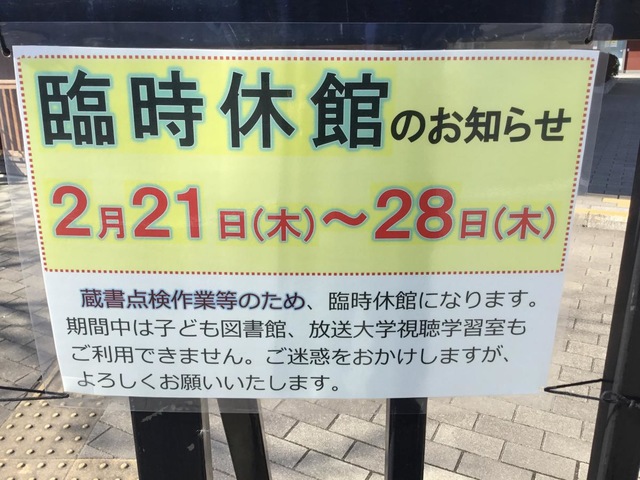 臨時休館のお知らせ
2月21日(木)～28日(木)
蔵書点検作業等のため、臨時休館になります。
期間中は子ども図書館、放送大学視聴学習室も
ご利用できません。ご迷惑をおかけしますが、
よろしくお願いいたします。